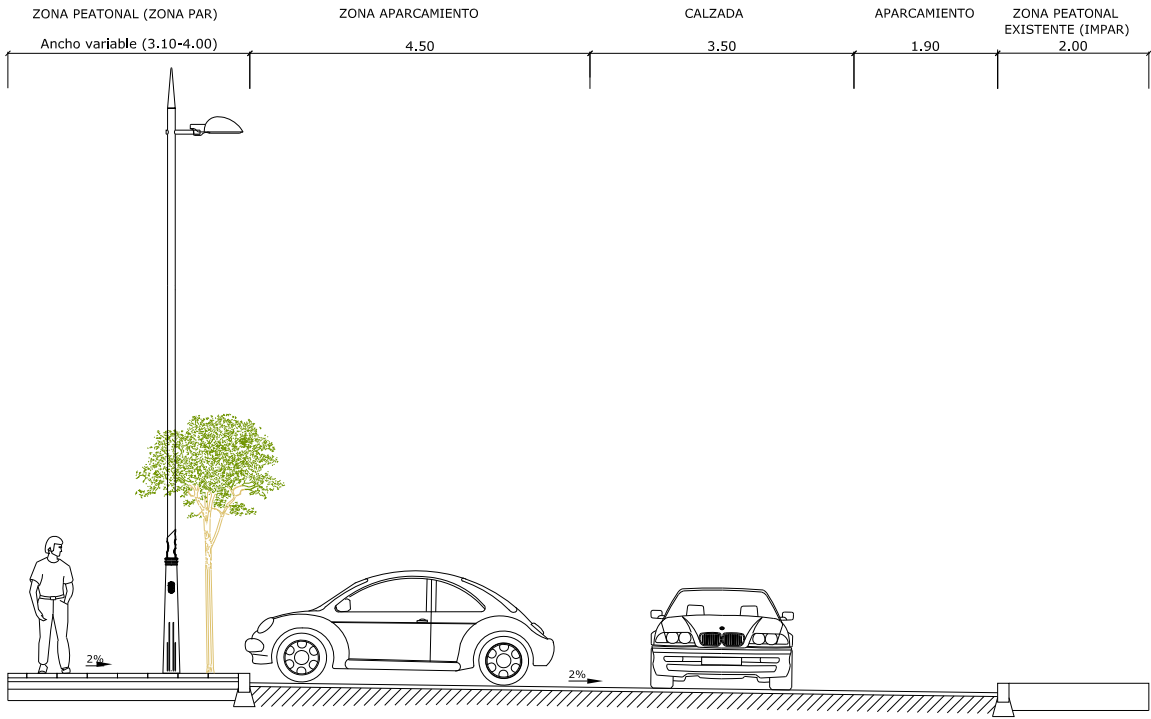 ZONA PEATONAL (ZONA PAR)
ZONA APARCAMIENTO
CALZADA
APARCAMIENTO
ZONA PEATONAL
EXISTENTE (IMPAR)
Ancho variable (3.10-4.00)
4.50
3.50
1.90
2.00
2%
2%